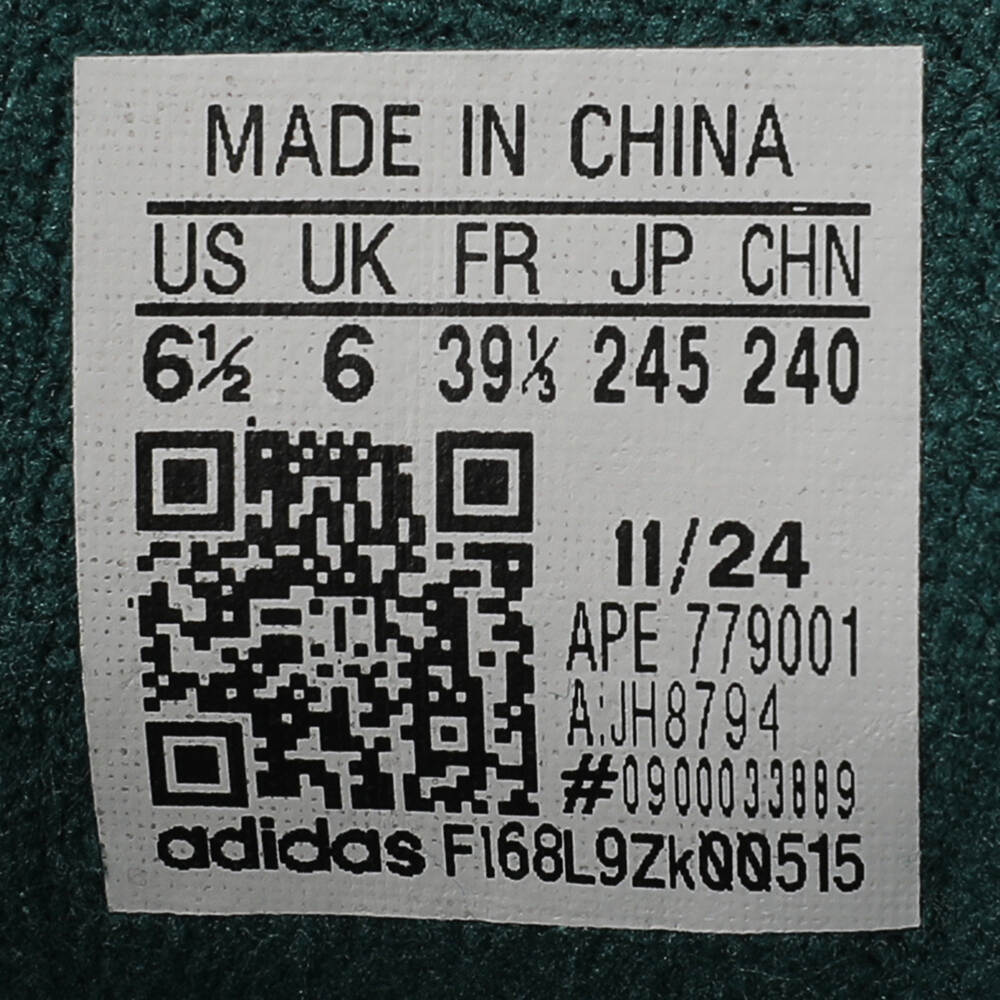 MADE IN CHINA
US UK FR JP CHN
6½ 6 39⅓ 245 240
11/24
APE 779001
A:JH8794
#0900033889
adidas F168L9Zk00515